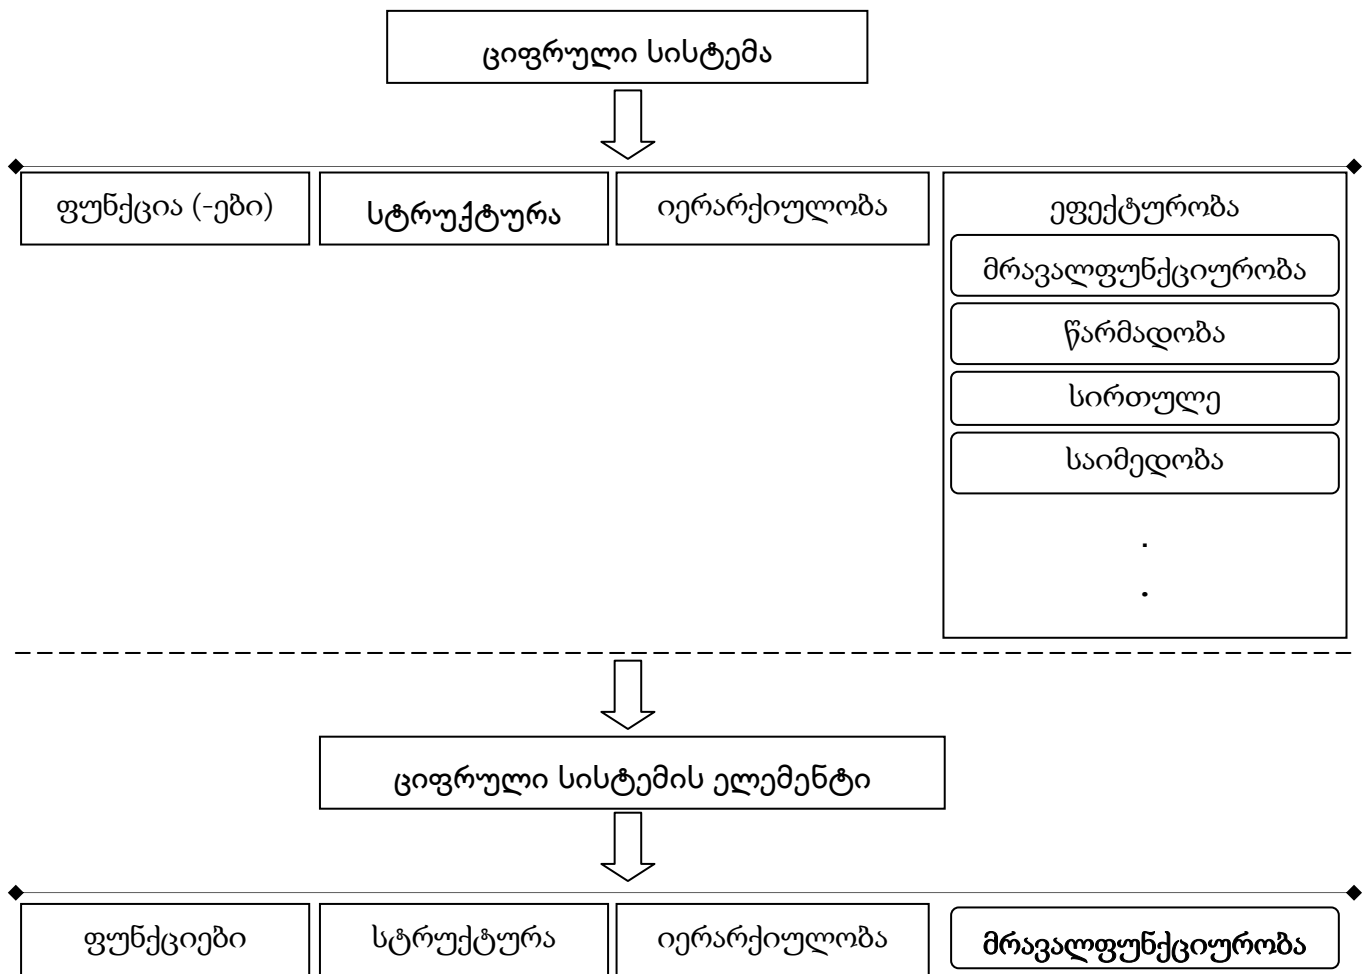 ციფრული სისტემა
ფუნქცია (-ები)
სტრუქტურა
იერარქიულობა
ეფექტურობა
მრავალფუნქციურობა
წარმადობა
სირთულე
საიმედობა
.
.
ციფრული სისტემის ელემენტი
ფუნქციები
სტრუქტურა
იერარქიულობა
მრავალფუნქციურობა